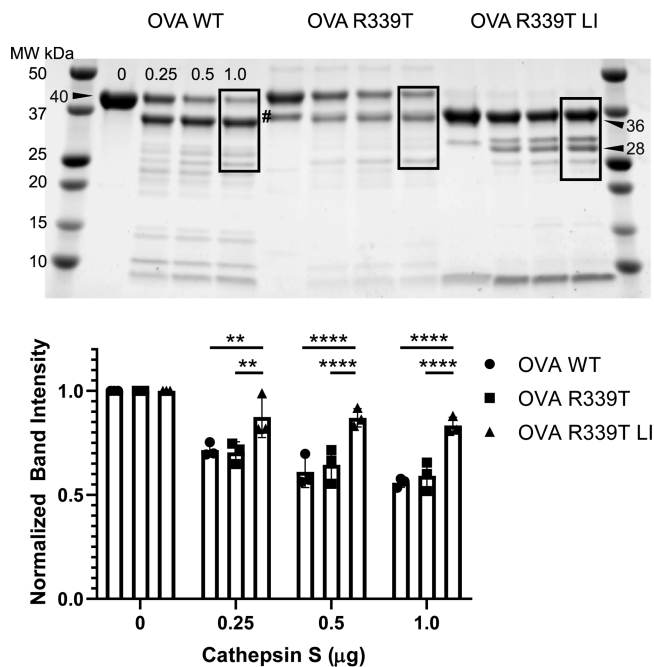 OVA WT OVA R339T OVA R339T LI
MW kDa
0 0.25 0.5 1.0
50
40
37
#
36
28
25
20
15
10
** **** ****
** **** ****
OVA WT
OVA R339T
OVA R339T LI
Normalized Band Intensity
1.0
0.5
0.0
0 0.25 0.5 1.0
Cathepsin S (μg)